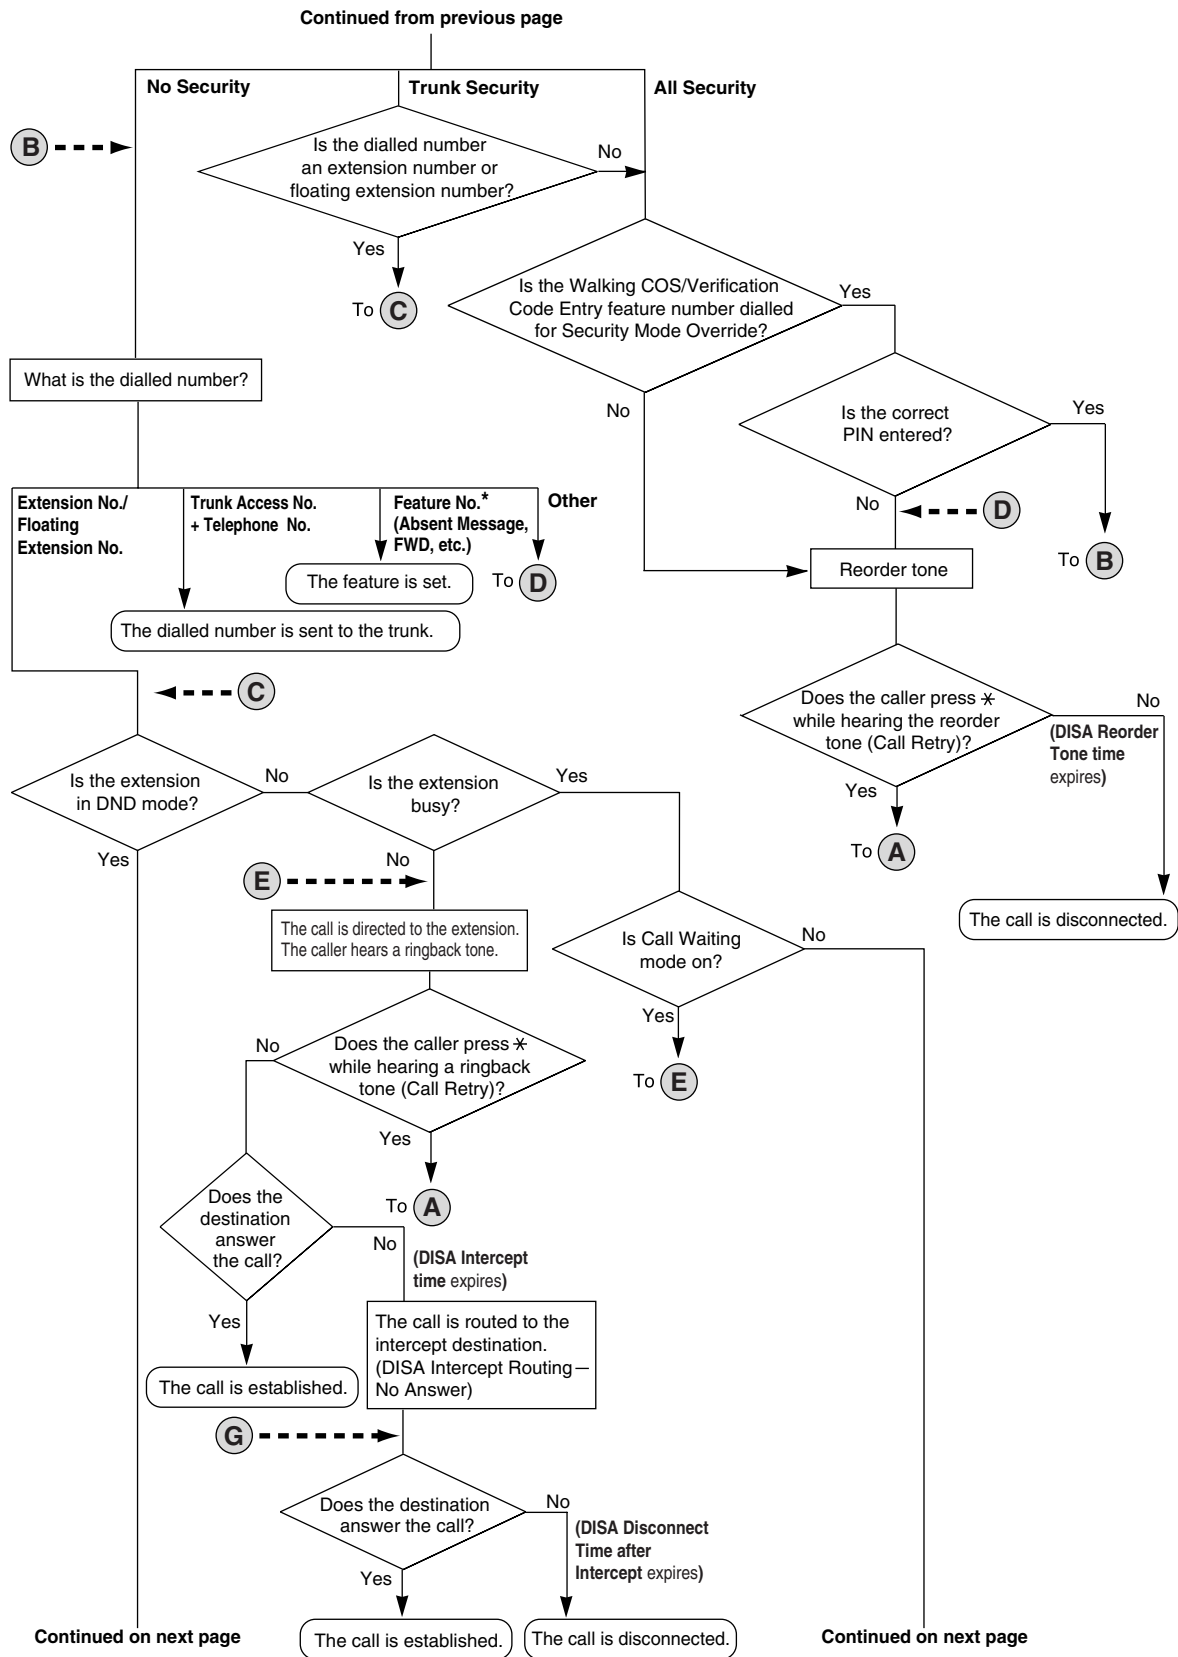 Continued from previous page
No Security
Trunk Security
All Security
B
Is the dialled number
an extension number or
floating extension number?
No
Yes
To C
Is the Walking COS/Verification
Code Entry feature number dialled
for Security Mode Override?
Yes
No
What is the dialled number?
Is the correct
PIN entered?
Yes
No
D
To B
Extension No./
Floating
Extension No.
Trunk Access No.
+ Telephone No.
Feature No.*
(Absent Message,
FWD, etc.)
Other
The feature is set.
To D
Reorder tone
The dialled number is sent to the trunk.
C
Does the caller press *
while hearing the reorder
tone (Call Retry)?
No
(DISA Reorder
Tone time
expires)
Yes
To A
The call is disconnected.
Is the extension
in DND mode?
No
Is the extension
busy?
Yes
Yes
No
E
The call is directed to the extension.
The caller hears a ringback tone.
Is Call Waiting
mode on?
No
Yes
To E
No
Does the caller press *
while hearing a ringback
tone (Call Retry)?
Yes
To A
Does the
destination
answer
the call?
No
(DISA Intercept
time expires)
Yes
The call is routed to the
intercept destination.
(DISA Intercept Routing—
No Answer)
The call is established.
G
Does the destination
answer the call?
No
(DISA Disconnect
Time after
Intercept expires)
Yes
Continued on next page
The call is established.
The call is disconnected.
Continued on next page